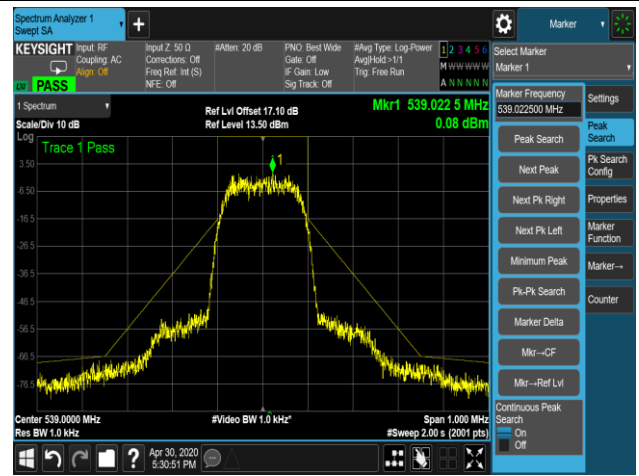 Spectrum Analyzer 1
Swept SA
Marker
KEYSIGHT
Input: RF
Coupling: AC
Align: Off
Input Z: 50 Ω
Corrections: Off
Freq Ref: Int (S)
NFE: Off
#Atten: 20 dB
PNO: Best Wide
Gate: Off
IF Gain: Low
Sig Track: Off
#Avg Type: Log-Power
Avg|Hold:>1/1
Trig: Free Run
1 2 3 4 5 6
M W W W W W
A N N N N N
LXI PASS
Select Marker
Marker 1
1 Spectrum
Scale/Div 10 dB
Ref Lvl Offset 17.10 dB
Ref Level 13.50 dBm
Mkr1 539.022 5 MHz
0.08 dBm
Log
Trace 1 Pass
1
3.50
-6.50
-16.5
-26.5
-36.5
-46.5
-56.5
-66.5
-76.5
Center 539.0000 MHz
Res BW 1.0 kHz
#Video BW 1.0 kHz*
Span 1.000 MHz
#Sweep 2.00 s (2001 pts)
Marker Frequency
539.022500 MHz
Peak Search
Next Peak
Next Pk Right
Next Pk Left
Minimum Peak
Pk-Pk Search
Marker Delta
Mkr→CF
Mkr→Ref Lvl
Continuous Peak
Search
On
Off
Settings
Peak
Search
Pk Search
Config
Properties
Marker
Function
Marker→
Counter
?
Apr 30, 2020
5:30:51 PM